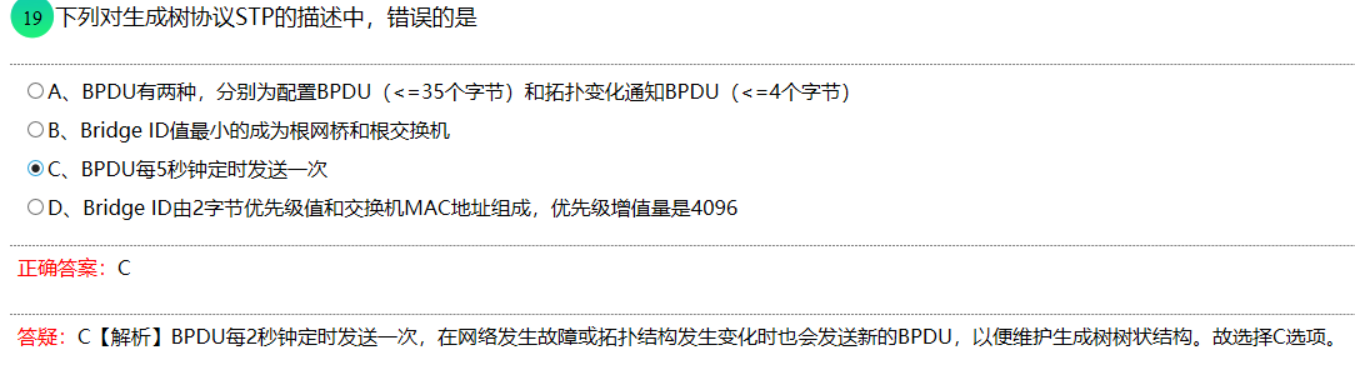 19 下列对生成树协议STP的描述中，错误的是
A、BPDU有两种，分别为配置BPDU（<=35个字节）和拓扑变化通知BPDU（<=4个字节）
B、Bridge ID值最小的成为根网桥和根交换机
C、BPDU每5秒钟定时发送一次
D、Bridge ID由2字节优先级值和交换机MAC地址组成，优先级增值量是4096
正确答案：C
答疑：C【解析】BPDU每2秒钟定时发送一次，在网络发生故障或拓扑结构发生变化时也会发送新的BPDU，以便维护生成树树状结构。故选择C选项。